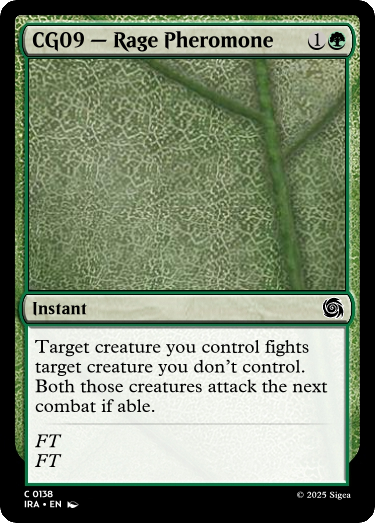 CG09 — Rage Pheromone 1
Instant
Target creature you control fights
target creature you don't control.
Both those creatures attack the next
combat if able.
FT
FT
C 0138
IRA • EN © 2025 Sigea